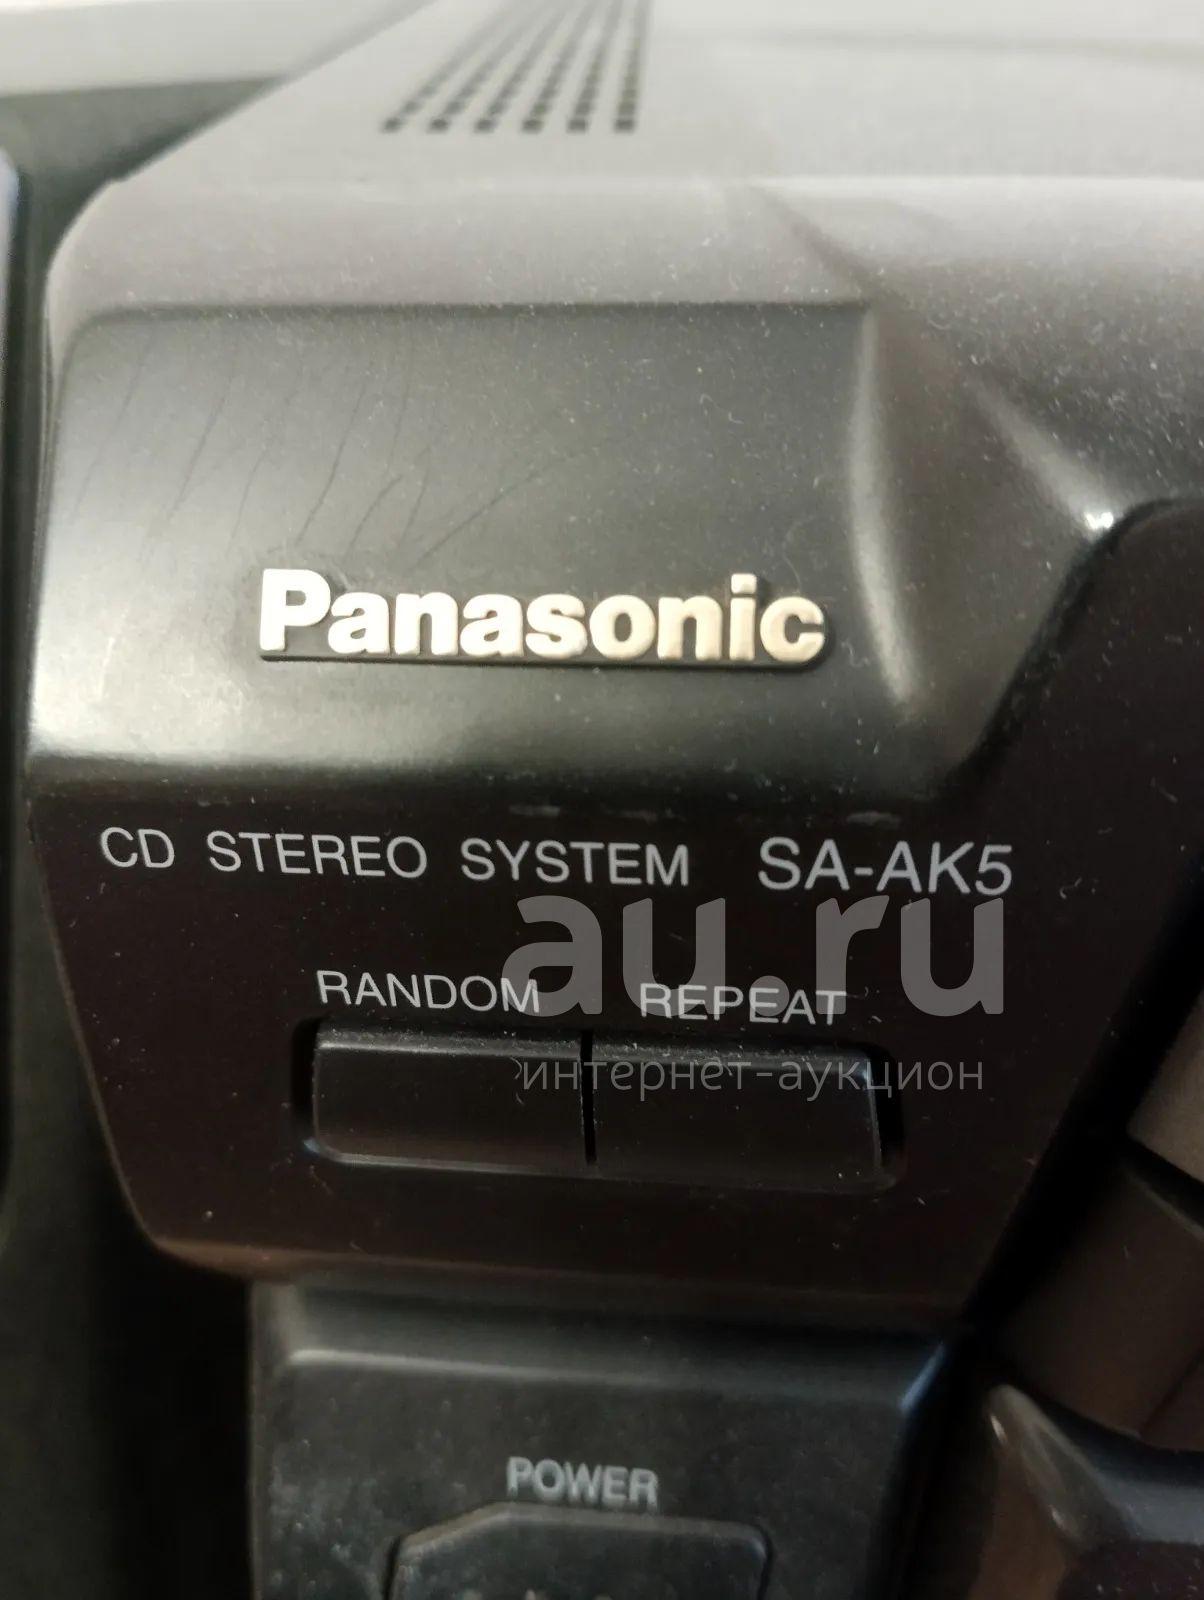 Panasonic
CD STEREO SYSTEM SA-AK5
au.ru
RANDOM REPEAT
интернет-аукцион
POWER